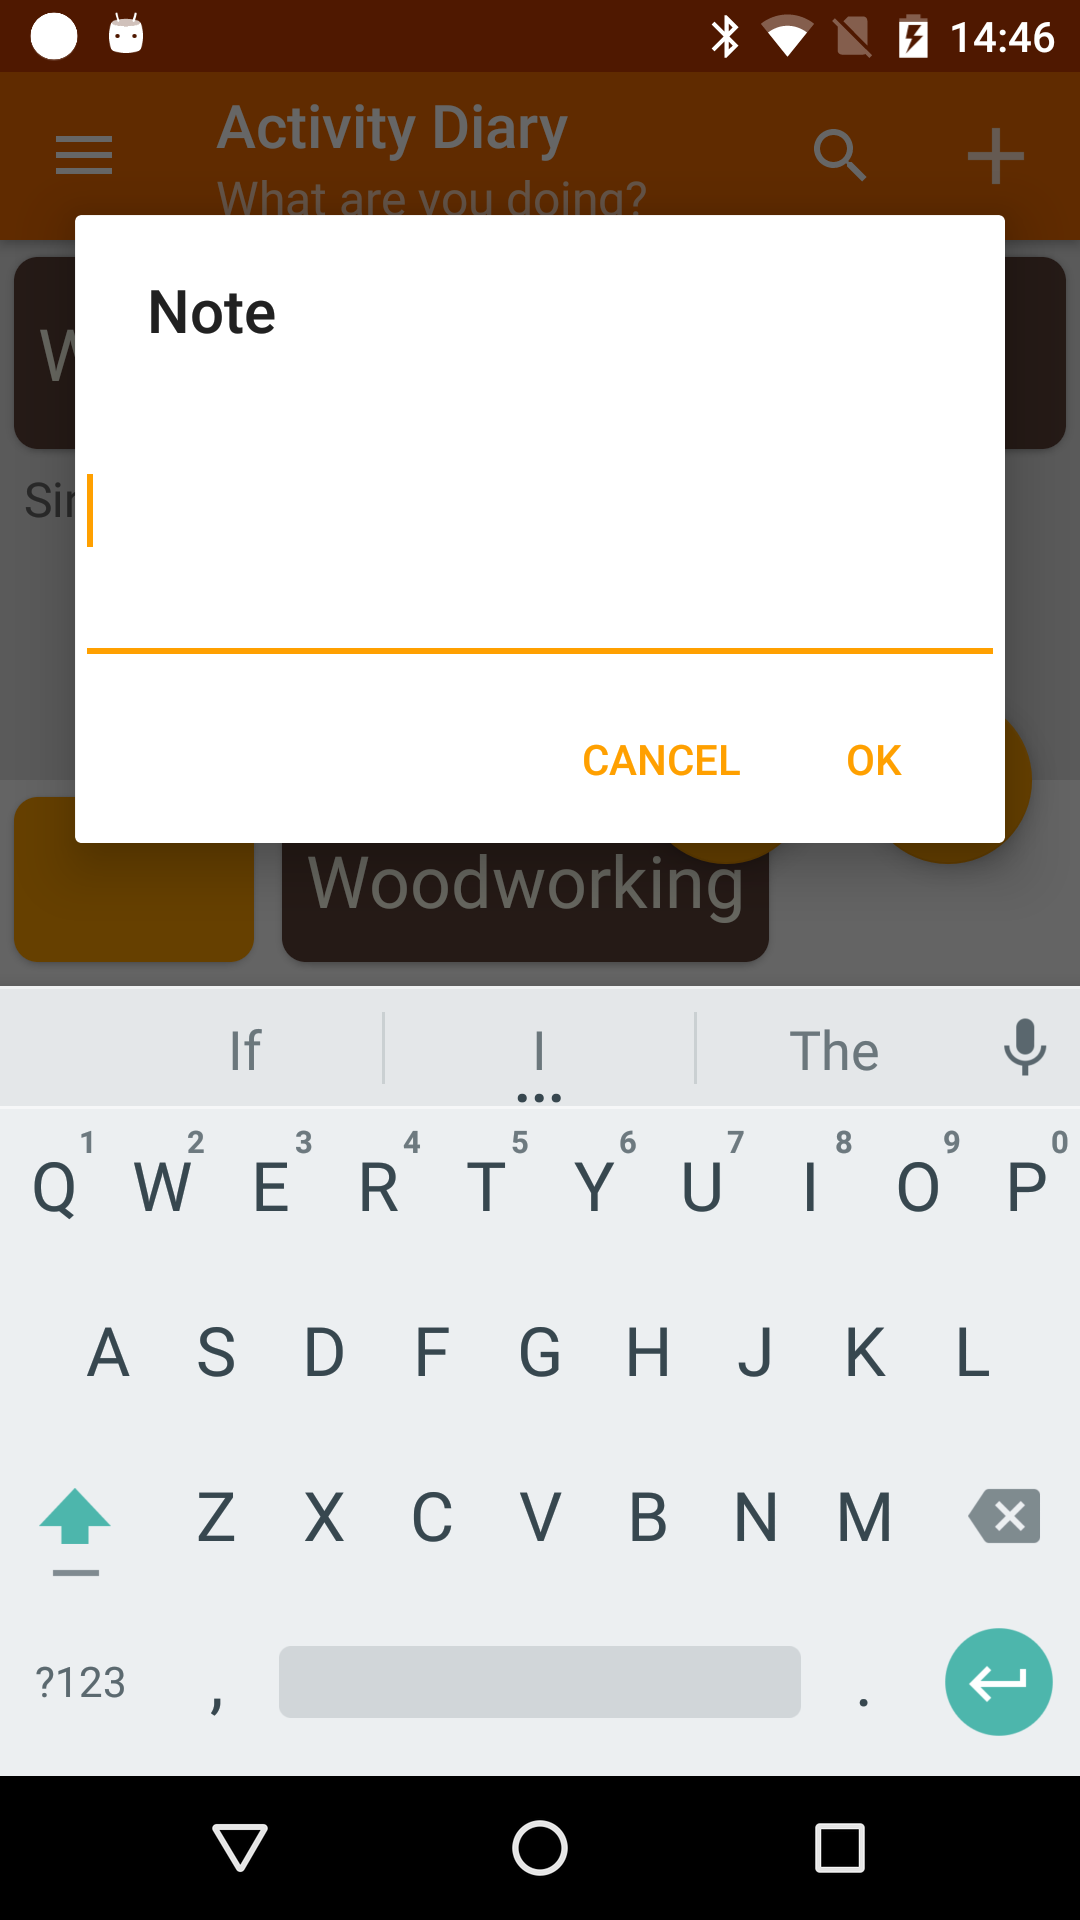 14:46
Activity Diary
What are you doing?
W
Note
Sin
CANCEL OK
Woodworking
If I The
1 2 3 4 5 6 7 8 9 0
Q W E R T Y U I O P
A S D F G H J K L
Z X C V B N M
?123 , .